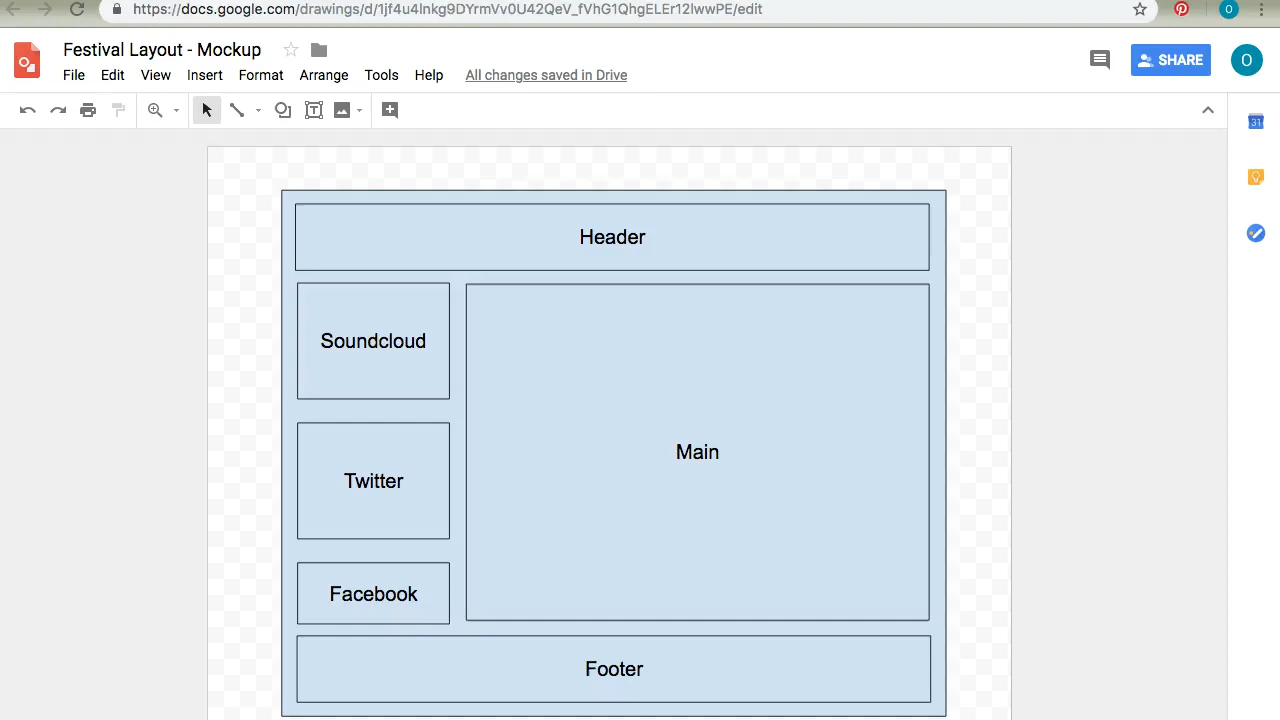 https://docs.google.com/drawings/d/1jf4u4lnkg9DYrmVv0U42QeV_fVhG1QhgELEr12lwwPE/edit
O
Festival Layout - Mockup
File Edit View Insert Format Arrange Tools Help All changes saved in Drive
SHARE
O
31
Header
Soundcloud
Main
Twitter
Facebook
Footer